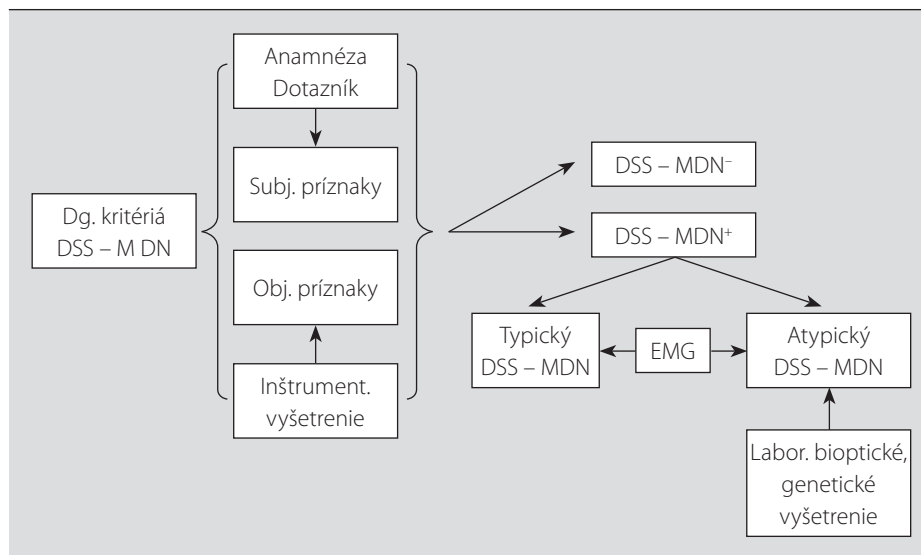 Anamnéza
Dotazník
Subj. príznaky
Dg. kritériá
DSS – M DN
Obj. príznaky
Inštrument.
vyšetrenie
DSS – MDN⁻
DSS – MDN⁺
Typický
DSS – MDN
EMG
Atypický
DSS – MDN
Labor. bioptické,
genetické
vyšetrenie